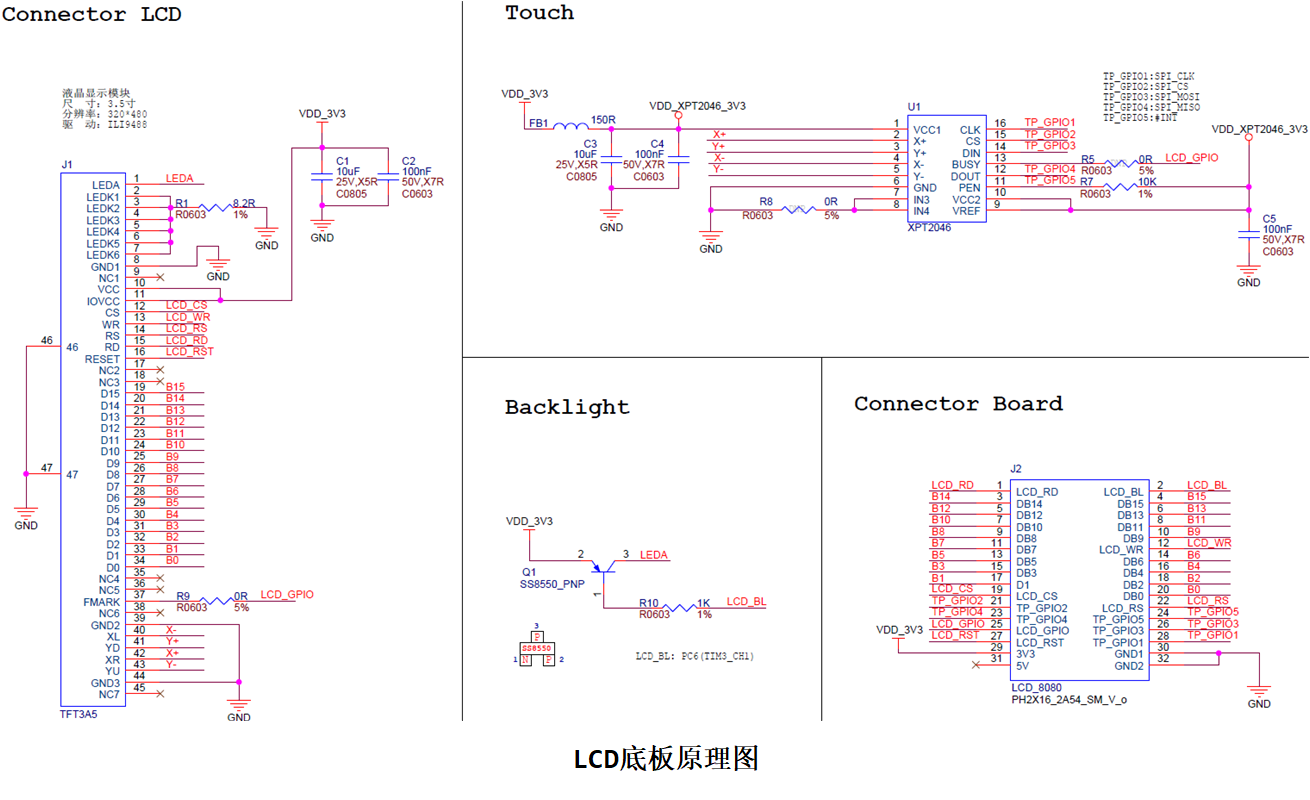 Connector LCD
液晶显示模块
尺 寸：3.5寸
分辨率：320*480
驱 动：ILI9488
VDD_3V3
C1
10uF
25V,X5R
C0805
C2
100nF
50V,X7R
C0603
GND
J1
LEDA 1 LEDA
LEDK1 2
LEDK2 3
LEDK3 4
LEDK4 5
LEDK5 6
LEDK6 7
GND1 8
NC1 9
VCC 10
IOVCC 11
CS 12 LCD_CS
WR 13 LCD_WR
RS 14 LCD_RS
RD 15 LCD_RD
RESET 16 LCD_RST
NC2 17
NC3 18
D15 19 B15
D14 20 B14
D13 21 B13
D12 22 B12
D11 23 B11
D10 24 B10
D9 25 B9
D8 26 B8
D7 27 B7
D6 28 B6
D5 29 B5
D4 30 B4
D3 31 B3
D2 32 B2
D1 33 B1
D0 34 B0
NC4 35
NC5 36
FMARK 37
NC6 38
GND2 39
XL 40 X-
YD 41 Y+
XR 42 X+
YU 43 Y-
GND3 44
NC7 45
TFT3A5
R1 8.2R
R0603 1%
GND
GND
46 46
47 47
GND
R9 0R LCD_GPIO
R0603 5%
GND
Touch
VDD_3V3
FB1 150R
VDD_XPT2046_3V3
C3
10uF
25V,X5R
C0805
C4
100nF
50V,X7R
C0603
GND
X+
Y+
X-
Y-
GND
R8 0R
R0603 5%
U1
1 VCC1 CLK 16 TP_GPIO1
2 X+ CS 15 TP_GPIO2
3 Y+ DIN 14 TP_GPIO3
4 X- BUSY 13
5 Y- DOUT 12 TP_GPIO4
6 GND PEN 11 TP_GPIO5
7 IN3 VCC2 10
8 IN4 VREF 9
XPT2046
TP_GPIO1:SPI_CLK
TP_GPIO2:SPI_CS
TP_GPIO3:SPI_MOSI
TP_GPIO4:SPI_MISO
TP_GPIO5:#INT
R5 0R LCD_GPIO
R0603 5%
R7 10K
R0603 1%
VDD_XPT2046_3V3
C5
100nF
50V,X7R
C0603
GND
Backlight
VDD_3V3
2 3 LEDA
Q1
SS8550_PNP
1
R10 1K LCD_BL
R0603 1%
3
P
SS8550
1 N P 2
LCD_BL: PC6(TIM3_CH1)
Connector Board
J2
LCD_RD 1 LCD_RD LCD_BL 2 LCD_BL
B14 3 DB14 DB15 4 B15
B12 5 DB12 DB13 6 B13
B10 7 DB10 DB11 8 B11
B8 9 DB8 DB9 10 B9
B7 11 DB7 LCD_WR 12 LCD_WR
B5 13 DB5 DB6 14 B6
B3 15 DB3 DB4 16 B4
B1 17 D1 DB2 18 B2
LCD_CS 19 LCD_CS DB0 20 B0
TP_GPIO2 21 TP_GPIO2 LCD_RS 22 LCD_RS
TP_GPIO4 23 TP_GPIO4 TP_GPIO5 24 TP_GPIO5
LCD_GPIO 25 LCD_GPIO TP_GPIO3 26 TP_GPIO3
LCD_RST 27 LCD_RST TP_GPIO1 28 TP_GPIO1
VDD_3V3 29 3V3 GND1 30
31 5V GND2 32
LCD_8080
PH2X16_2A54_SM_V_o
GND
LCD底板原理图